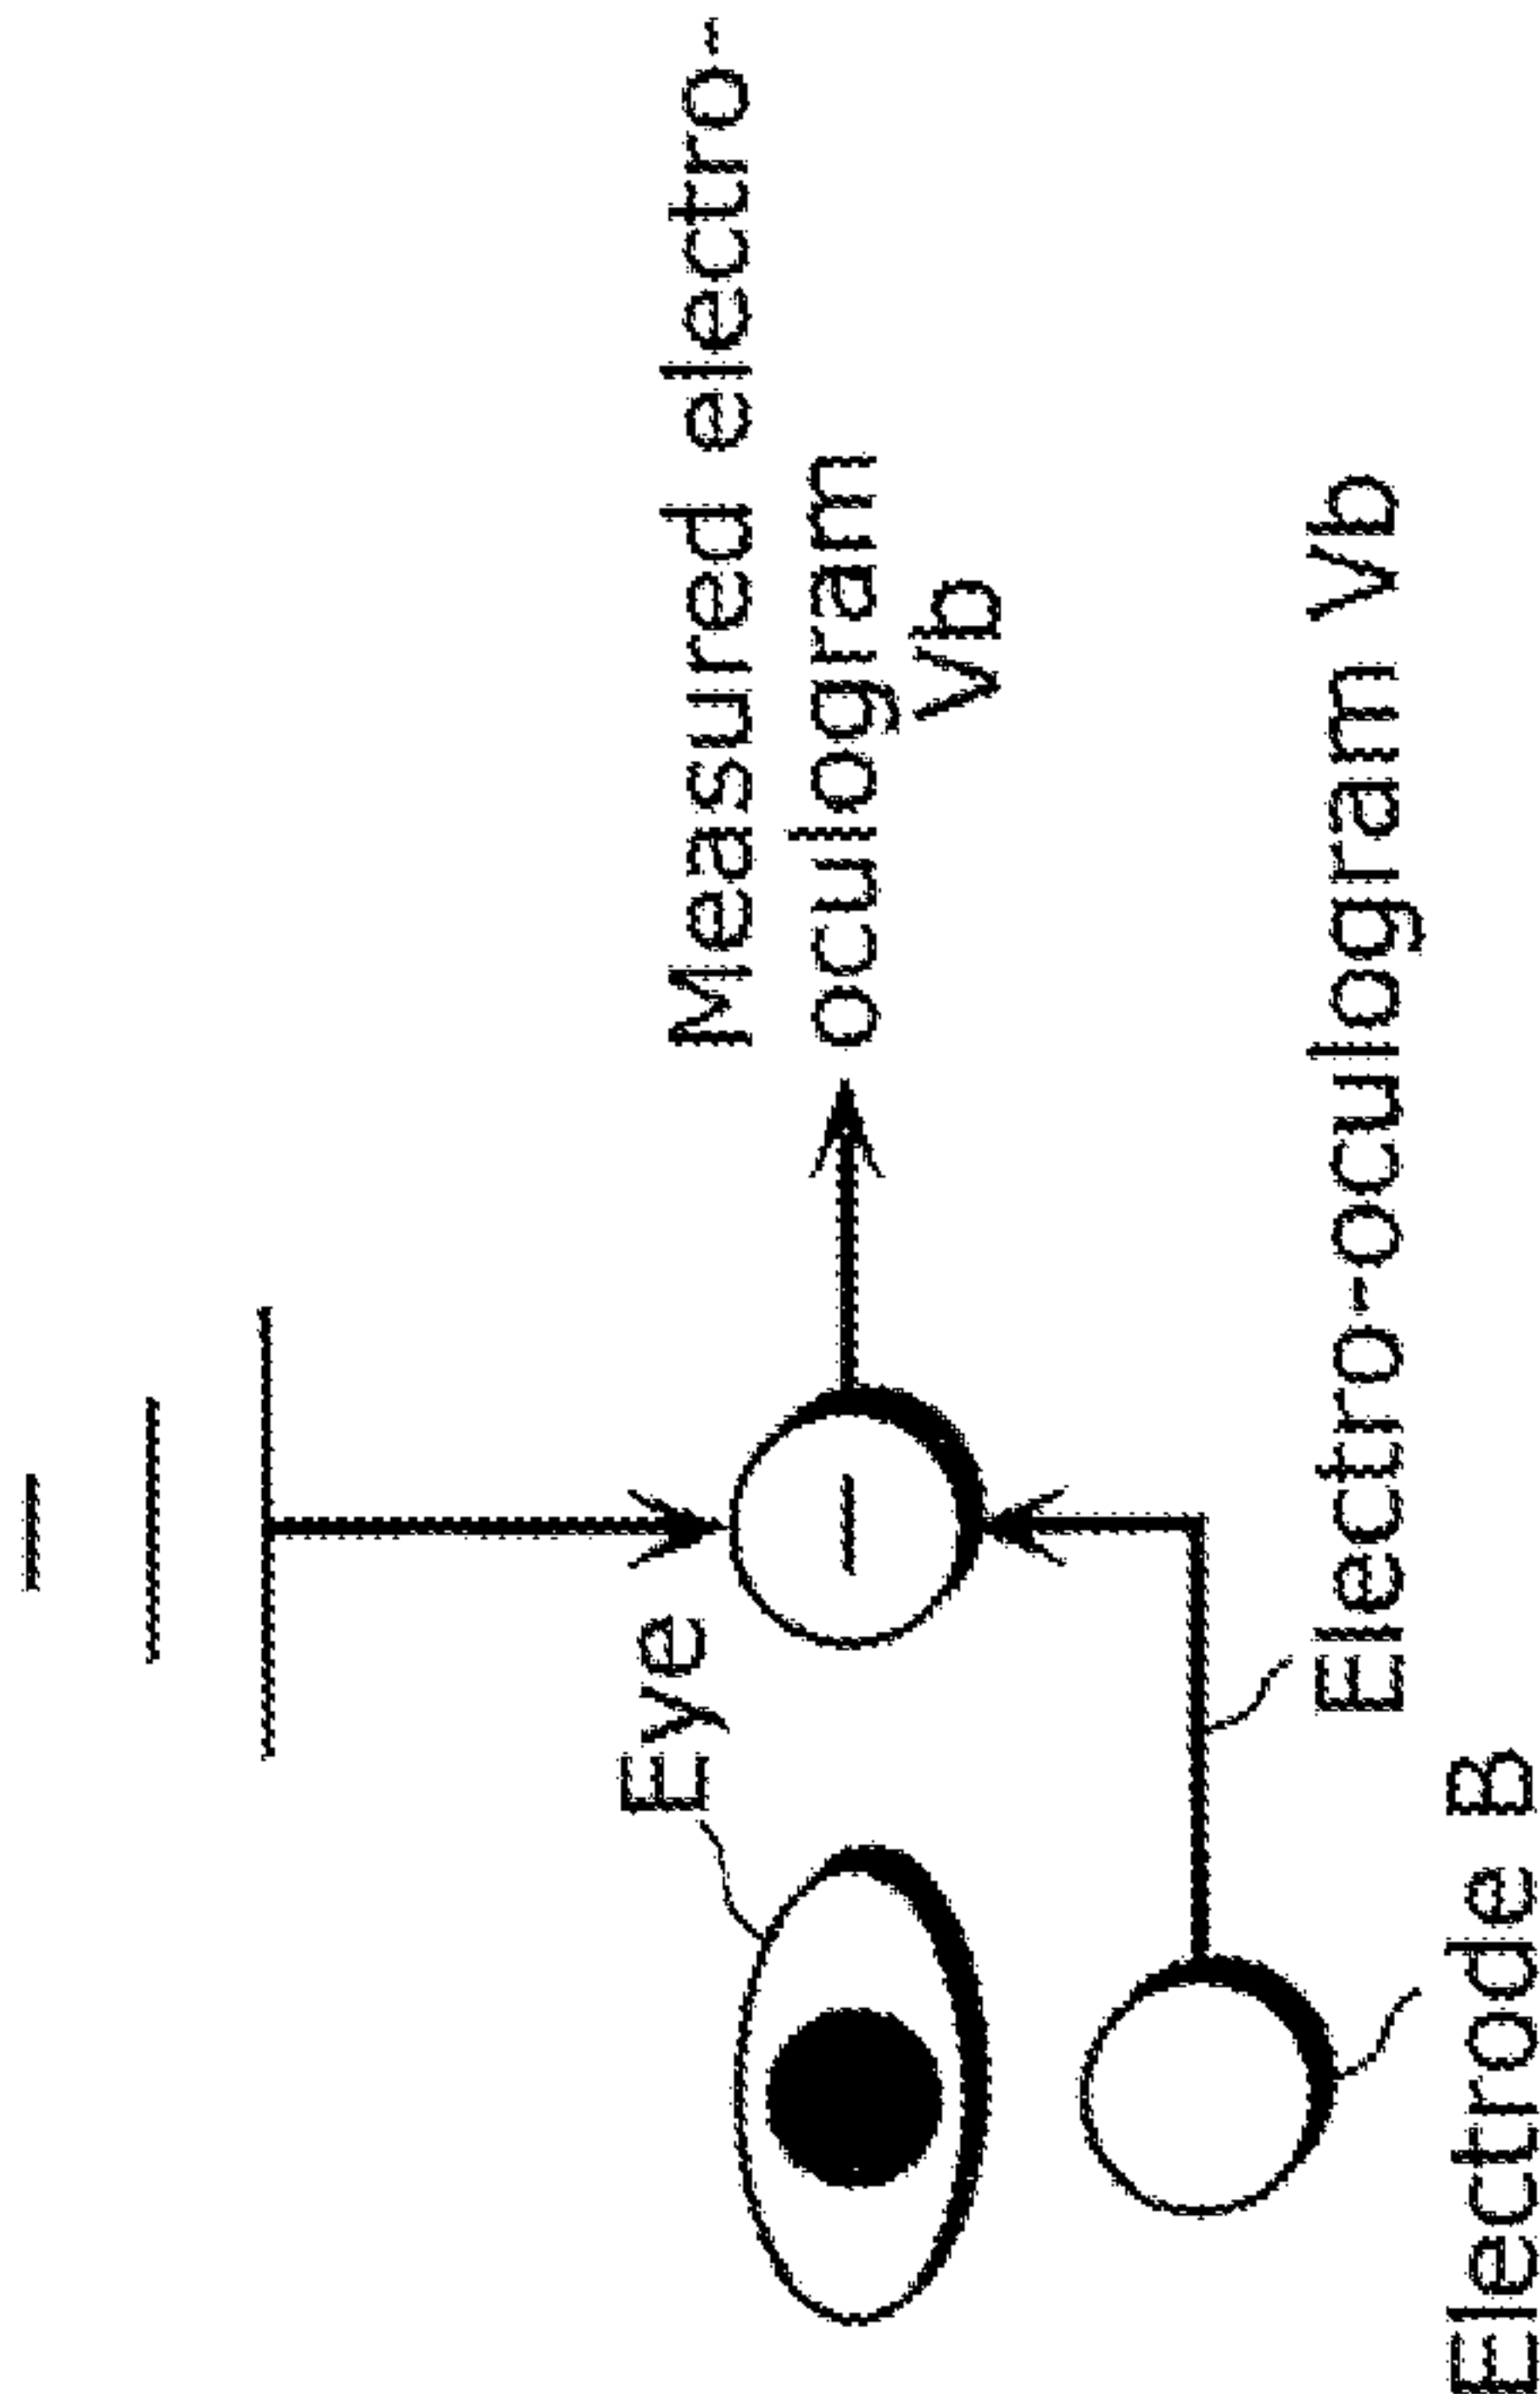 Eye
Measured electro-
oculogram
Vb
Electro-oculogram Vb
Electrode B